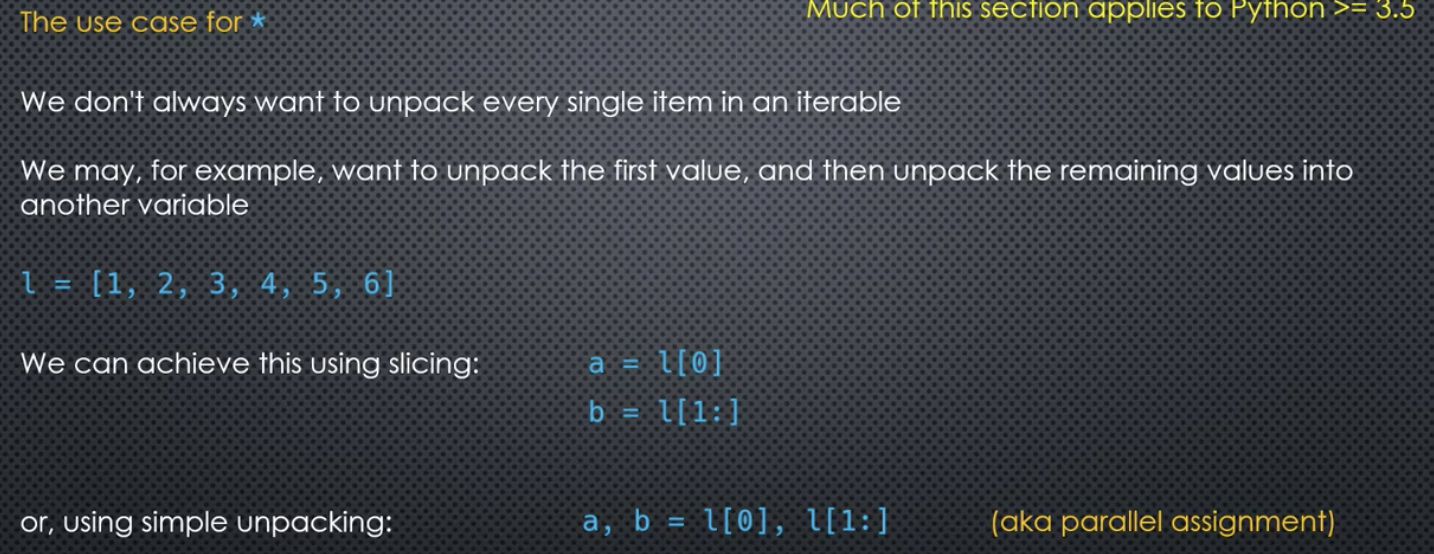 The use case for *
Much of this section applies to Python >= 3.5
We don't always want to unpack every single item in an iterable
We may, for example, want to unpack the first value, and then unpack the remaining values into
another variable
l = [1, 2, 3, 4, 5, 6]
We can achieve this using slicing: a = l[0]
b = l[1:]
or, using simple unpacking: a, b = l[0], l[1:] (aka parallel assignment)